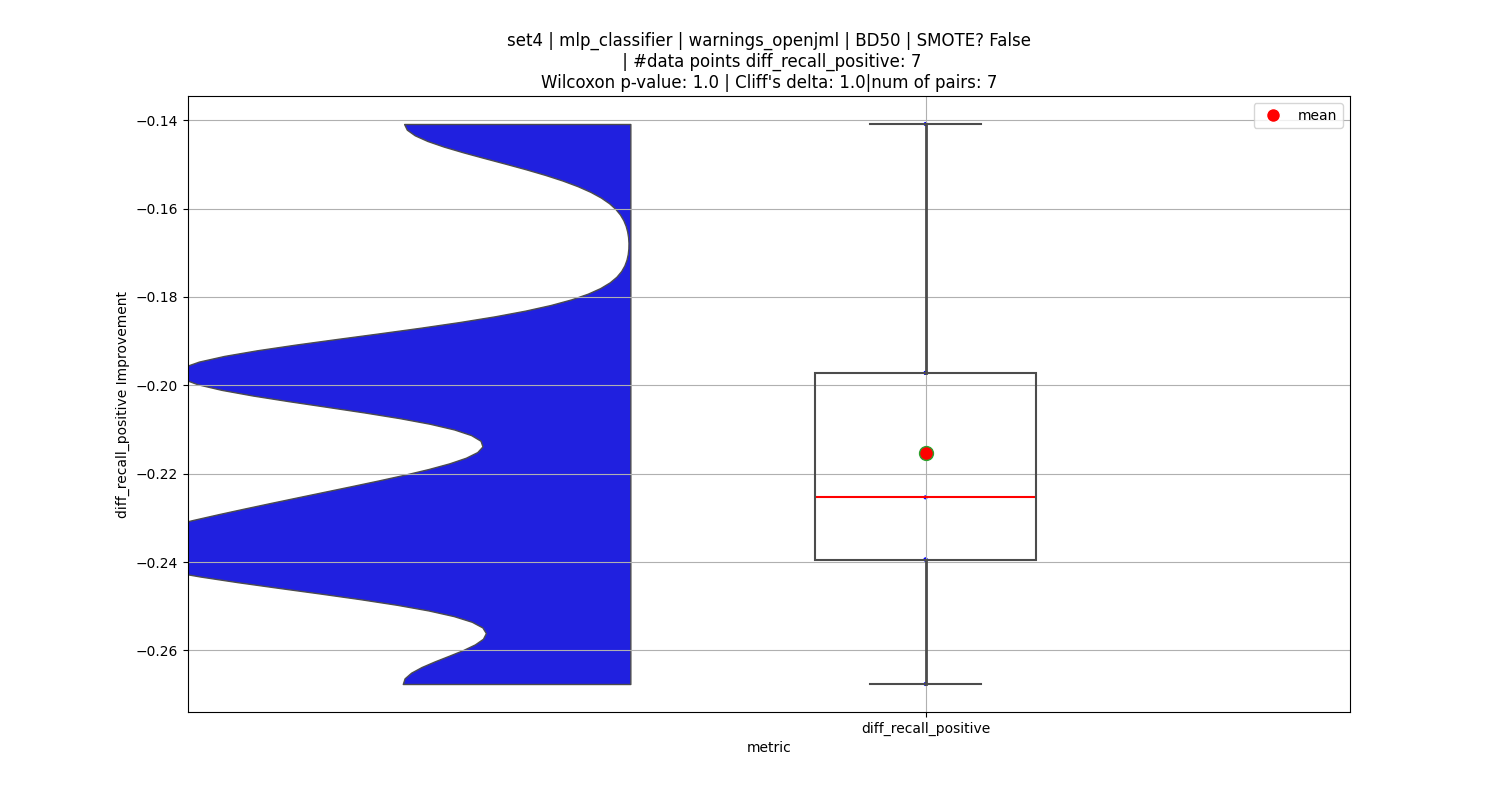 set4 | mlp_classifier | warnings_openjml | BD50 | SMOTE? False
| #data points diff_recall_positive: 7
Wilcoxon p-value: 1.0 | Cliff's delta: 1.0|num of pairs: 7
mean
−0.14
−0.16
−0.18
−0.20
−0.22
−0.24
−0.26
diff_recall_positive Improvement
diff_recall_positive
metric